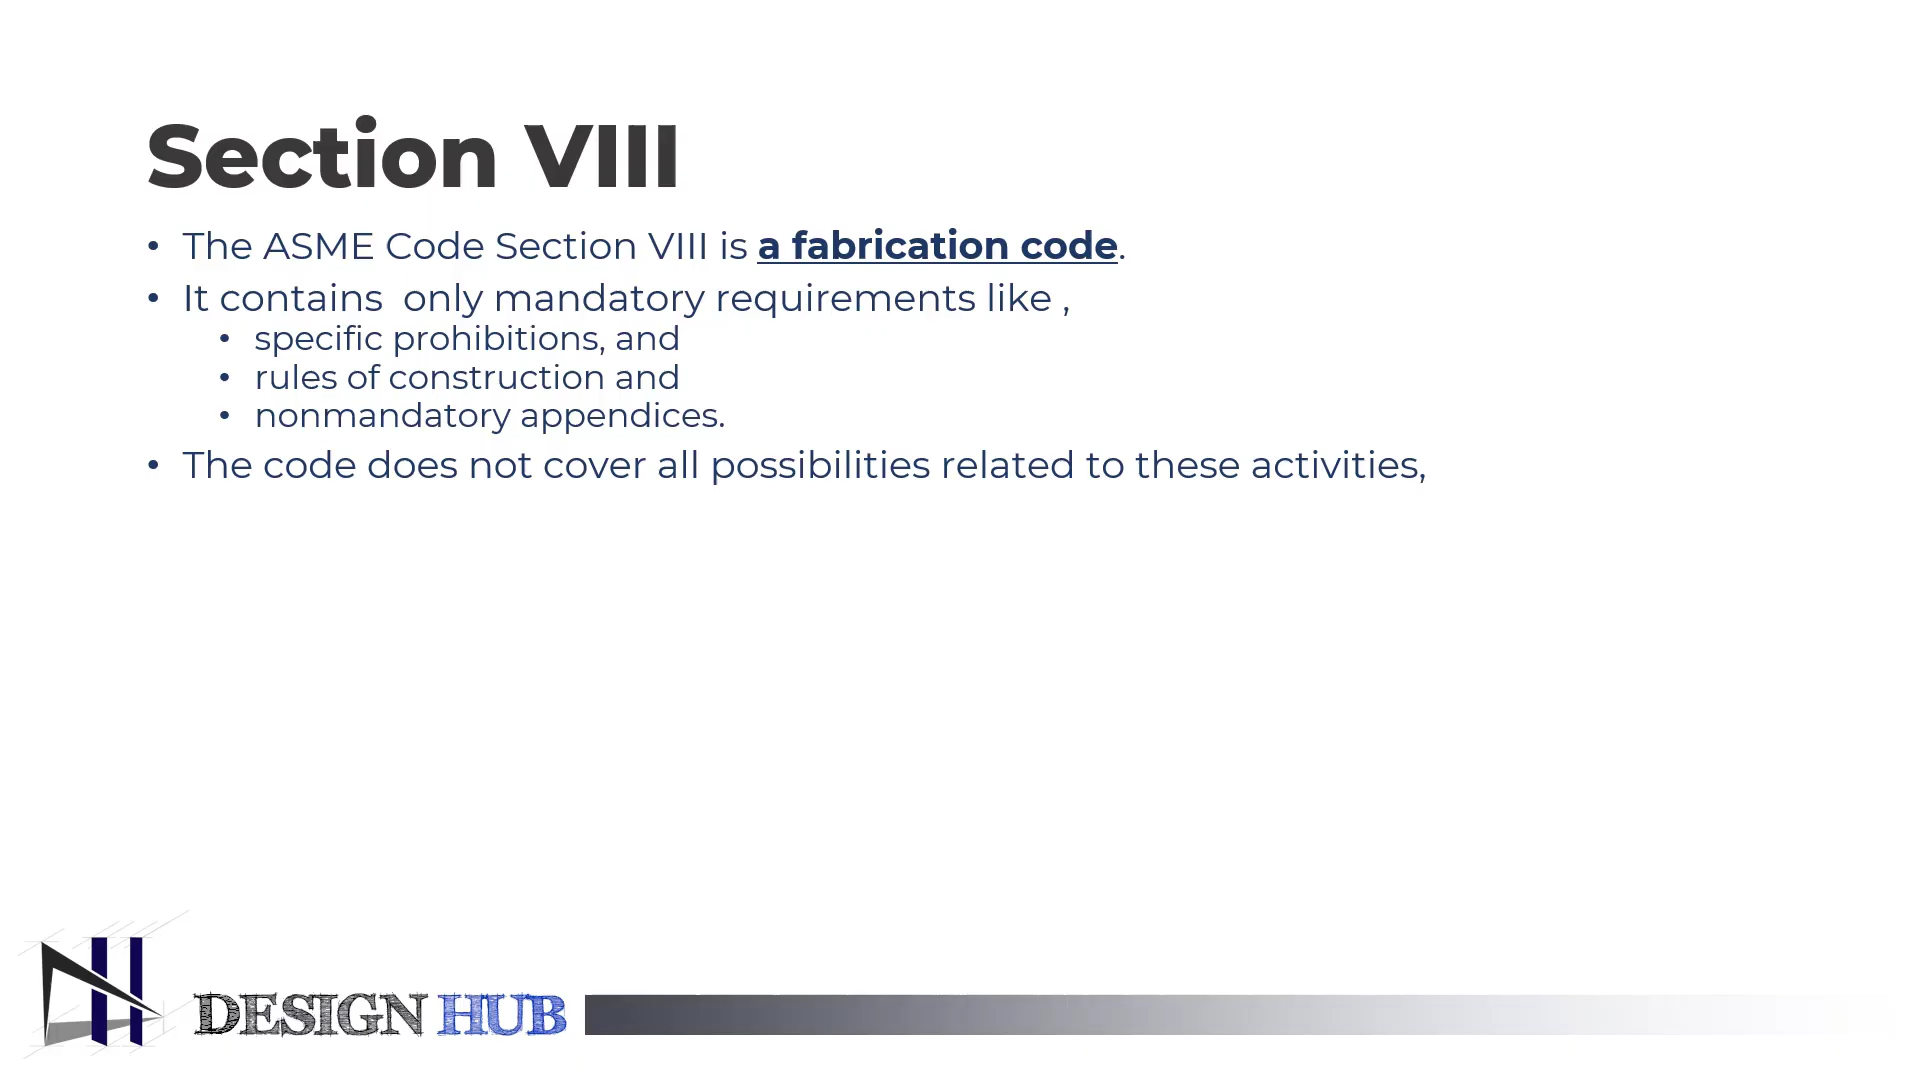 Section VIII
• The ASME Code Section VIII is a fabrication code.
• It contains  only mandatory requirements like ,
• specific prohibitions, and
• rules of construction and
• nonmandatory appendices.
• The code does not cover all possibilities related to these activities,
DESIGN HUB